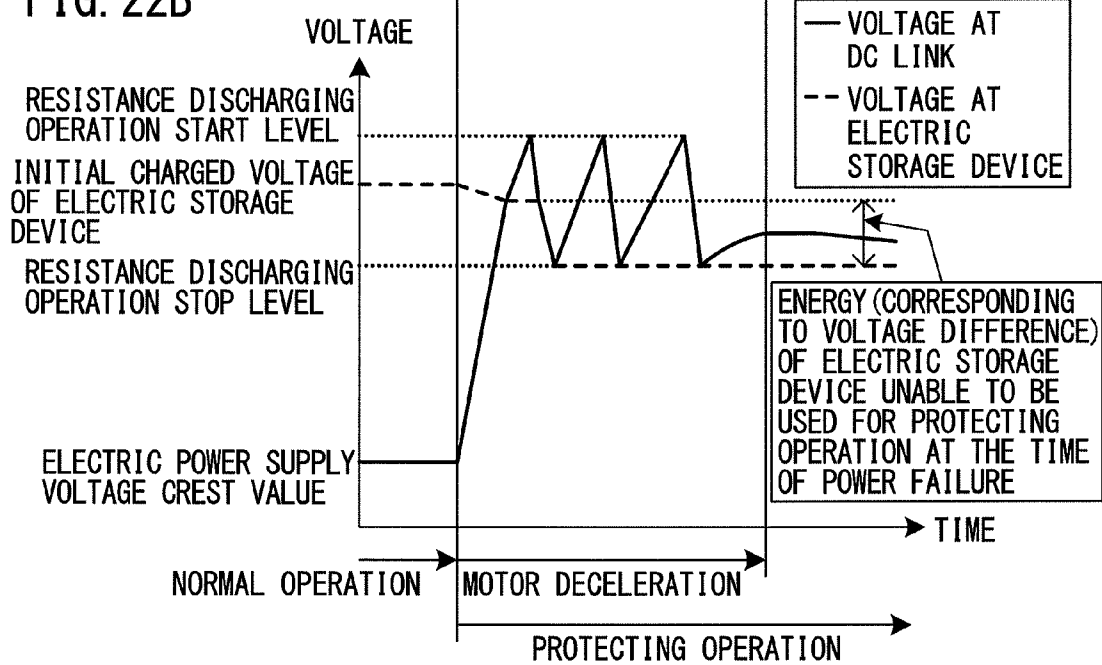 FIG. 22B
VOLTAGE
VOLTAGE AT
DC LINK
VOLTAGE AT
ELECTRIC
STORAGE DEVICE
RESISTANCE DISCHARGING
OPERATION START LEVEL
INITIAL CHARGED VOLTAGE
OF ELECTRIC STORAGE
DEVICE
RESISTANCE DISCHARGING
OPERATION STOP LEVEL
ENERGY (CORRESPONDING
TO VOLTAGE DIFFERENCE)
OF ELECTRIC STORAGE
DEVICE UNABLE TO BE
USED FOR PROTECTING
OPERATION AT THE TIME
OF POWER FAILURE
ELECTRIC POWER SUPPLY
VOLTAGE CREST VALUE
TIME
NORMAL OPERATION
MOTOR DECELERATION
PROTECTING OPERATION